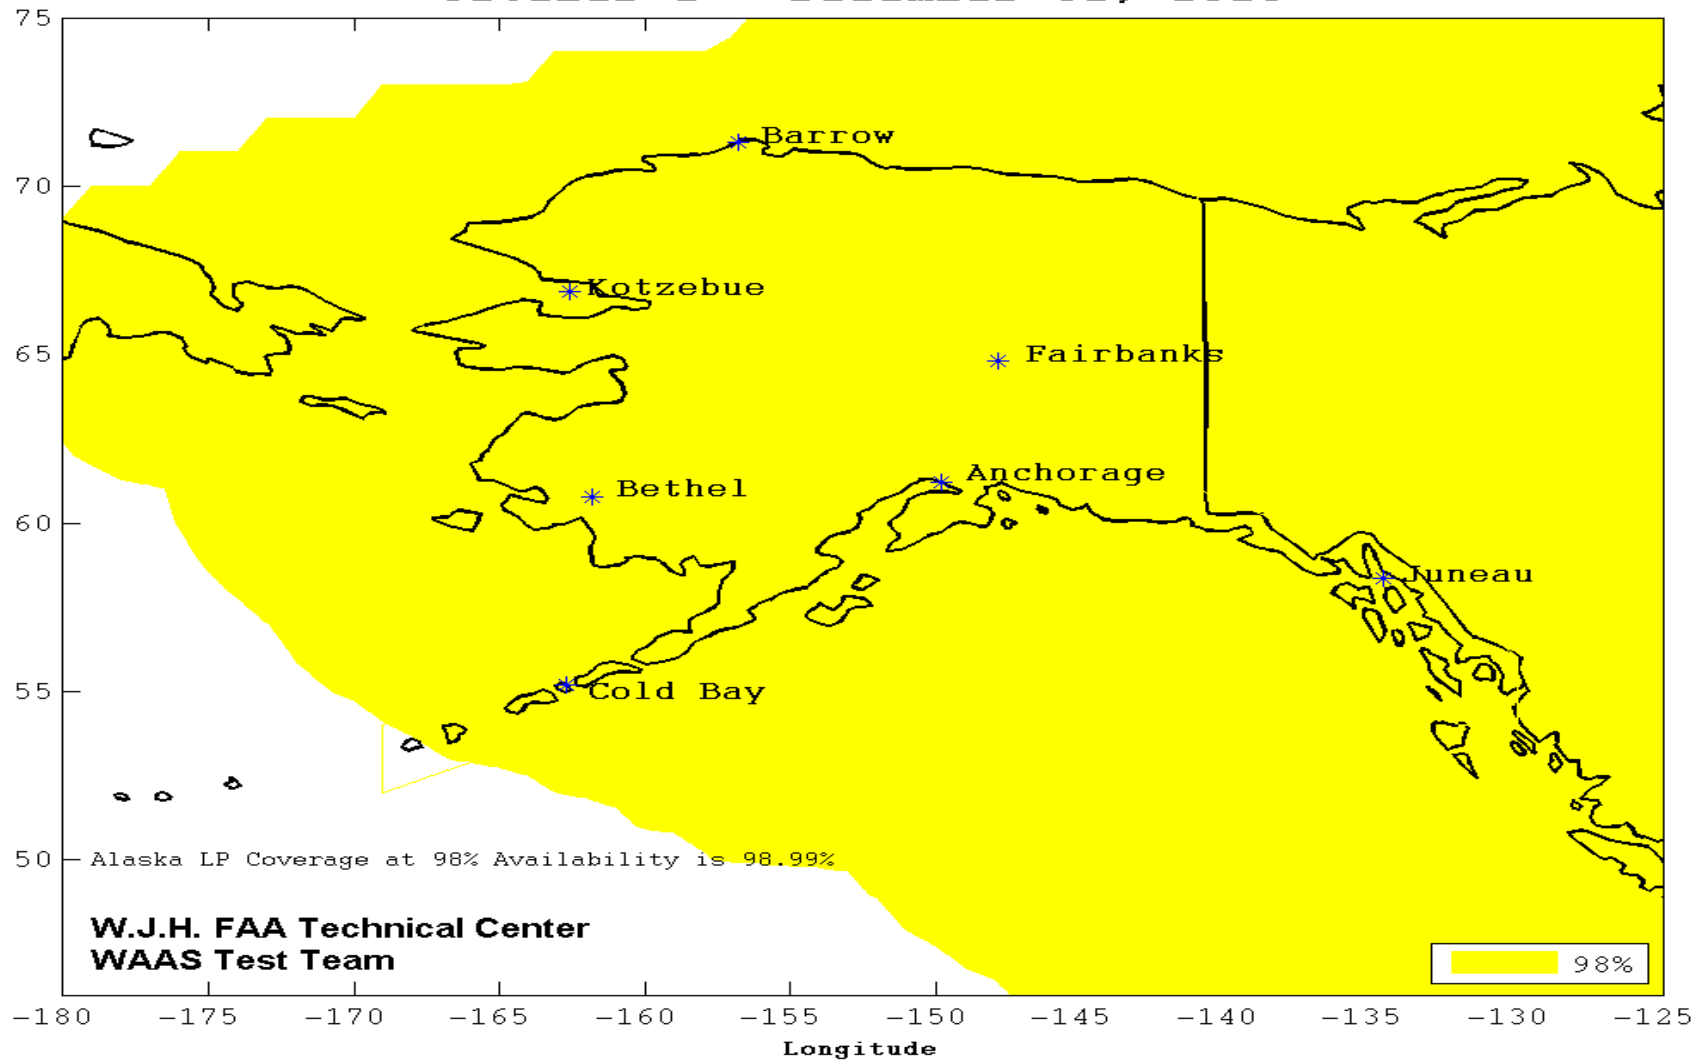 75
Barrow
70
Kotzebue
65
Fairbanks
Anchorage
Bethel
60
Juneau
55
Cold Bay
50
Alaska LP Coverage at 98% Availability is 98.99%
W.J.H. FAA Technical Center
WAAS Test Team
98%
-180 -175 -170 -165 -160 -155 -150 -145 -140 -135 -130 -125
Longitude